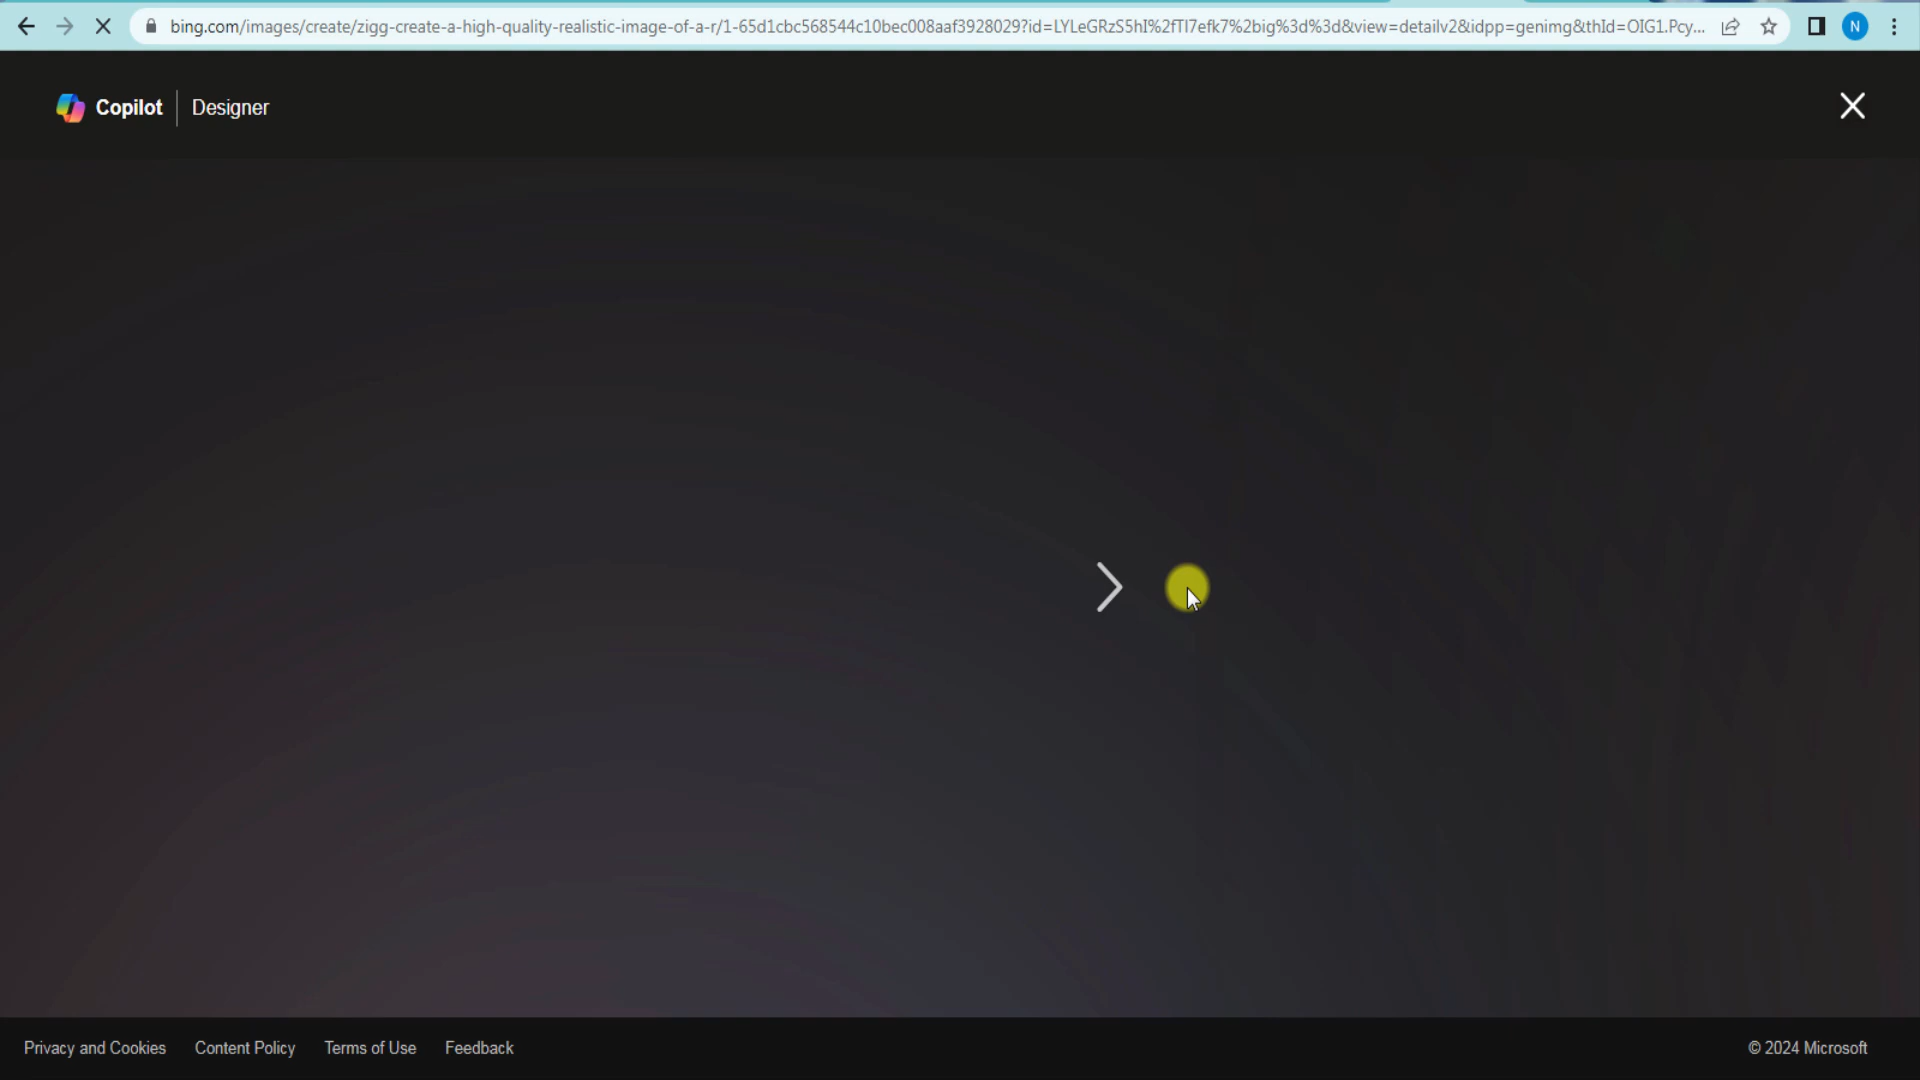 bing.com/images/create/zigg-create-a-high-quality-realistic-image-of-a-r/1-65d1cbc568544c10bec008aaf3928029?id=LYLeGRzS5hI%2fTI7efk7%2big%3d%3d&view=detailv2&idpp=genimg&thId=OIG1.Pcy...
N
Copilot Designer
Privacy and Cookies Content Policy Terms of Use Feedback © 2024 Microsoft